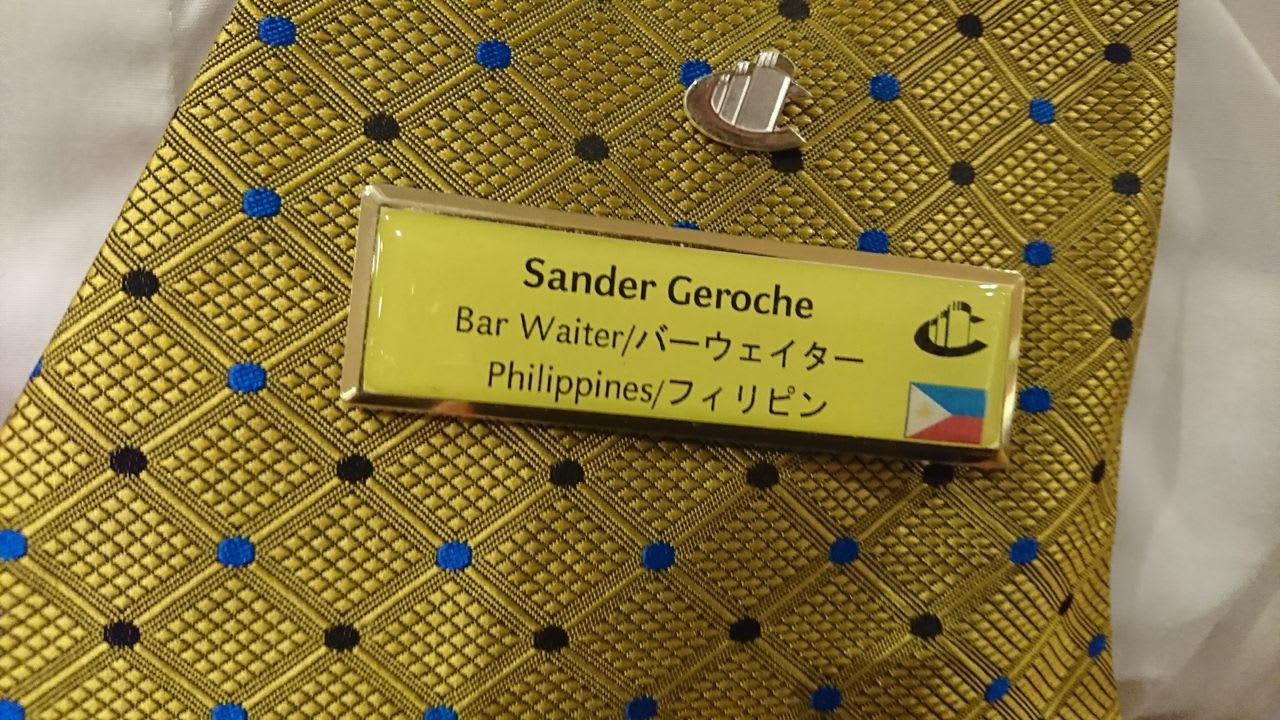 Sander Geroche
Bar Waiter/バーウェイター
Philippines/フィリピン